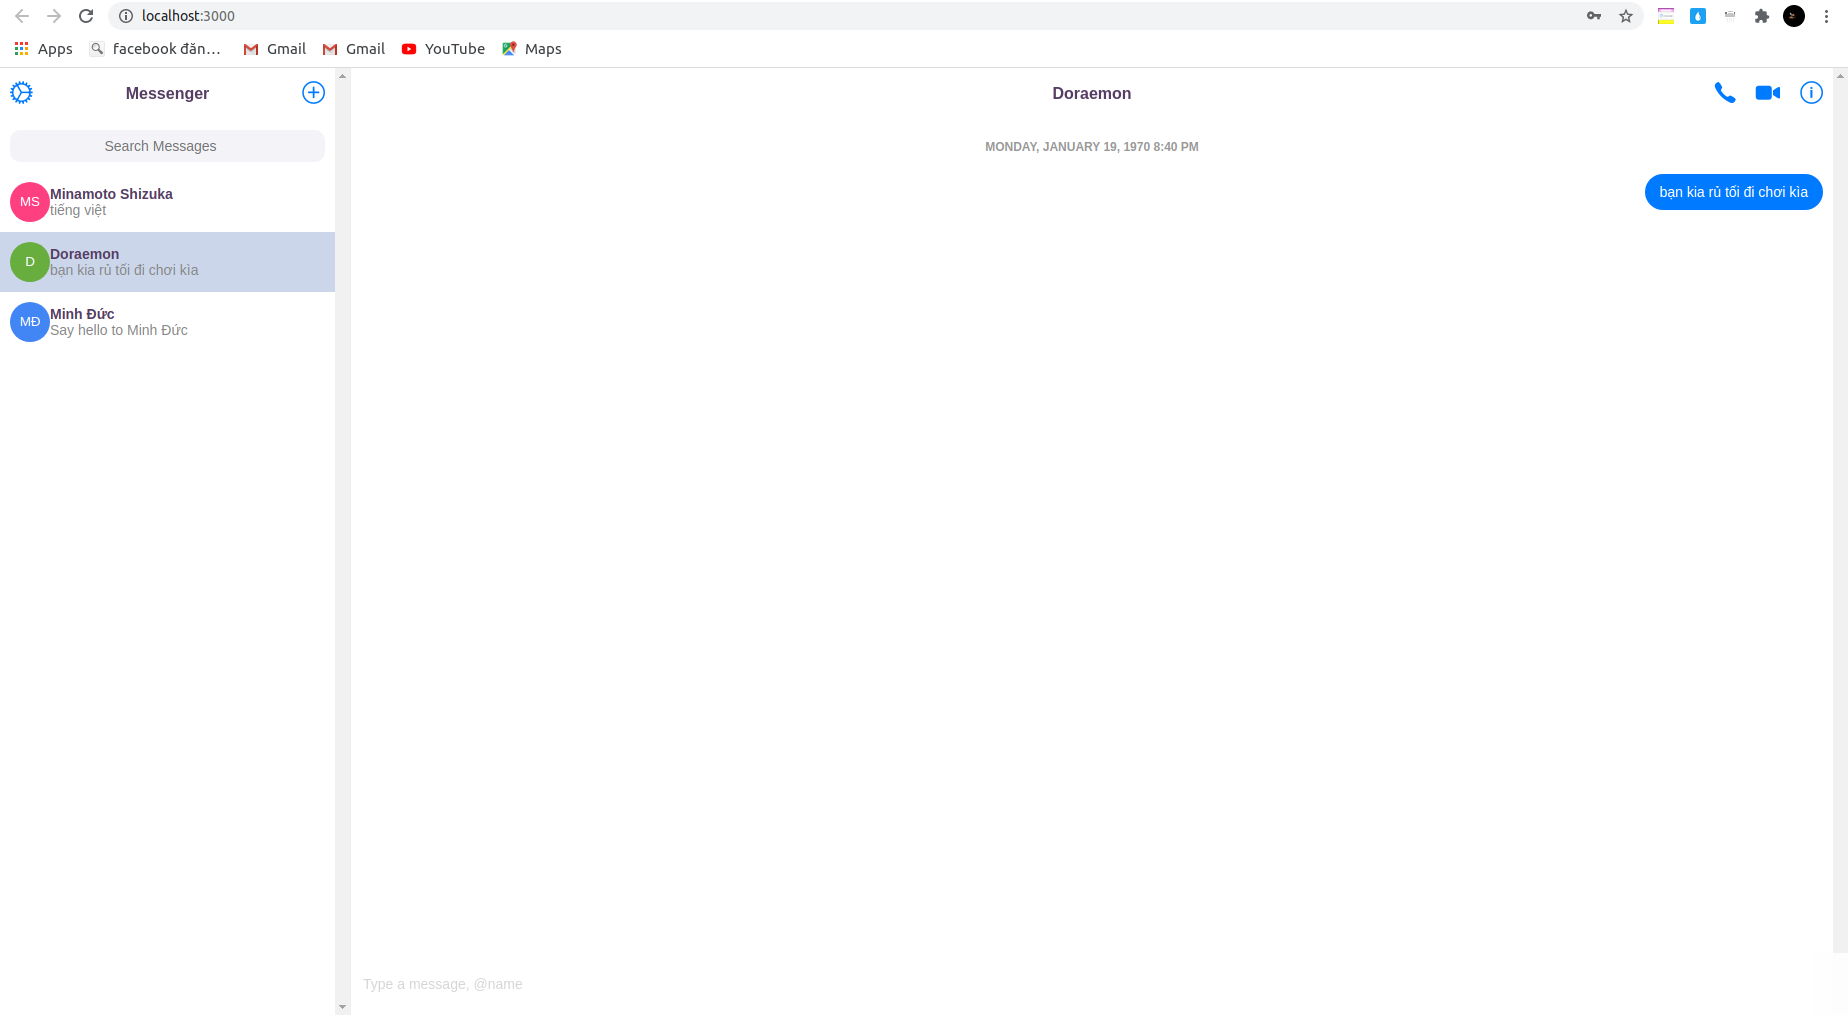 localhost:3000
Apps
facebook đăn...
Gmail
Gmail
YouTube
Maps
Messenger
Search Messages
MS
Minamoto Shizuka
tiếng việt
D
Doraemon
bạn kia rủ tối đi chơi kìa
MĐ
Minh Đức
Say hello to Minh Đức
Doraemon
MONDAY, JANUARY 19, 1970 8:40 PM
bạn kia rủ tối đi chơi kìa
Type a message, @name